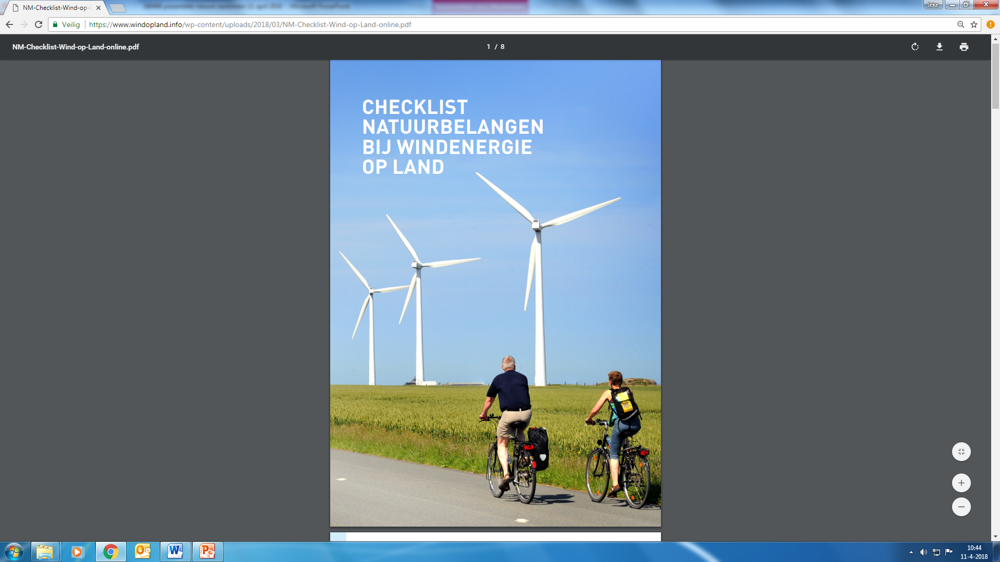 NM-Checklist-Wind-op-L
Ieke
Veilig
https://www.windopland.info/wp-content/uploads/2018/03/NM-Checklist-Wind-op-Land-online.pdf
NM-Checklist-Wind-op-Land-online.pdf
1 / 8
CHECKLIST
NATUURBELANGEN
BIJ WINDENERGIE
OP LAND
10:44
11-4-2018